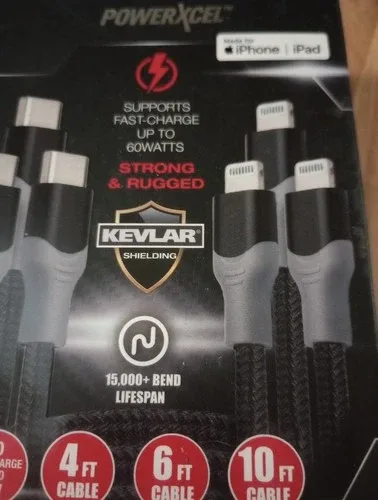 POWERXCEL™
Made for
iPhone | iPad
SUPPORTS
FAST-CHARGE
UP TO
60WATTS
STRONG
& RUGGED
KEVLAR®
SHIELDING
15,000+ BEND
LIFESPAN
4 FT
CABLE
6 FT
CABLE
10 FT
CABLE